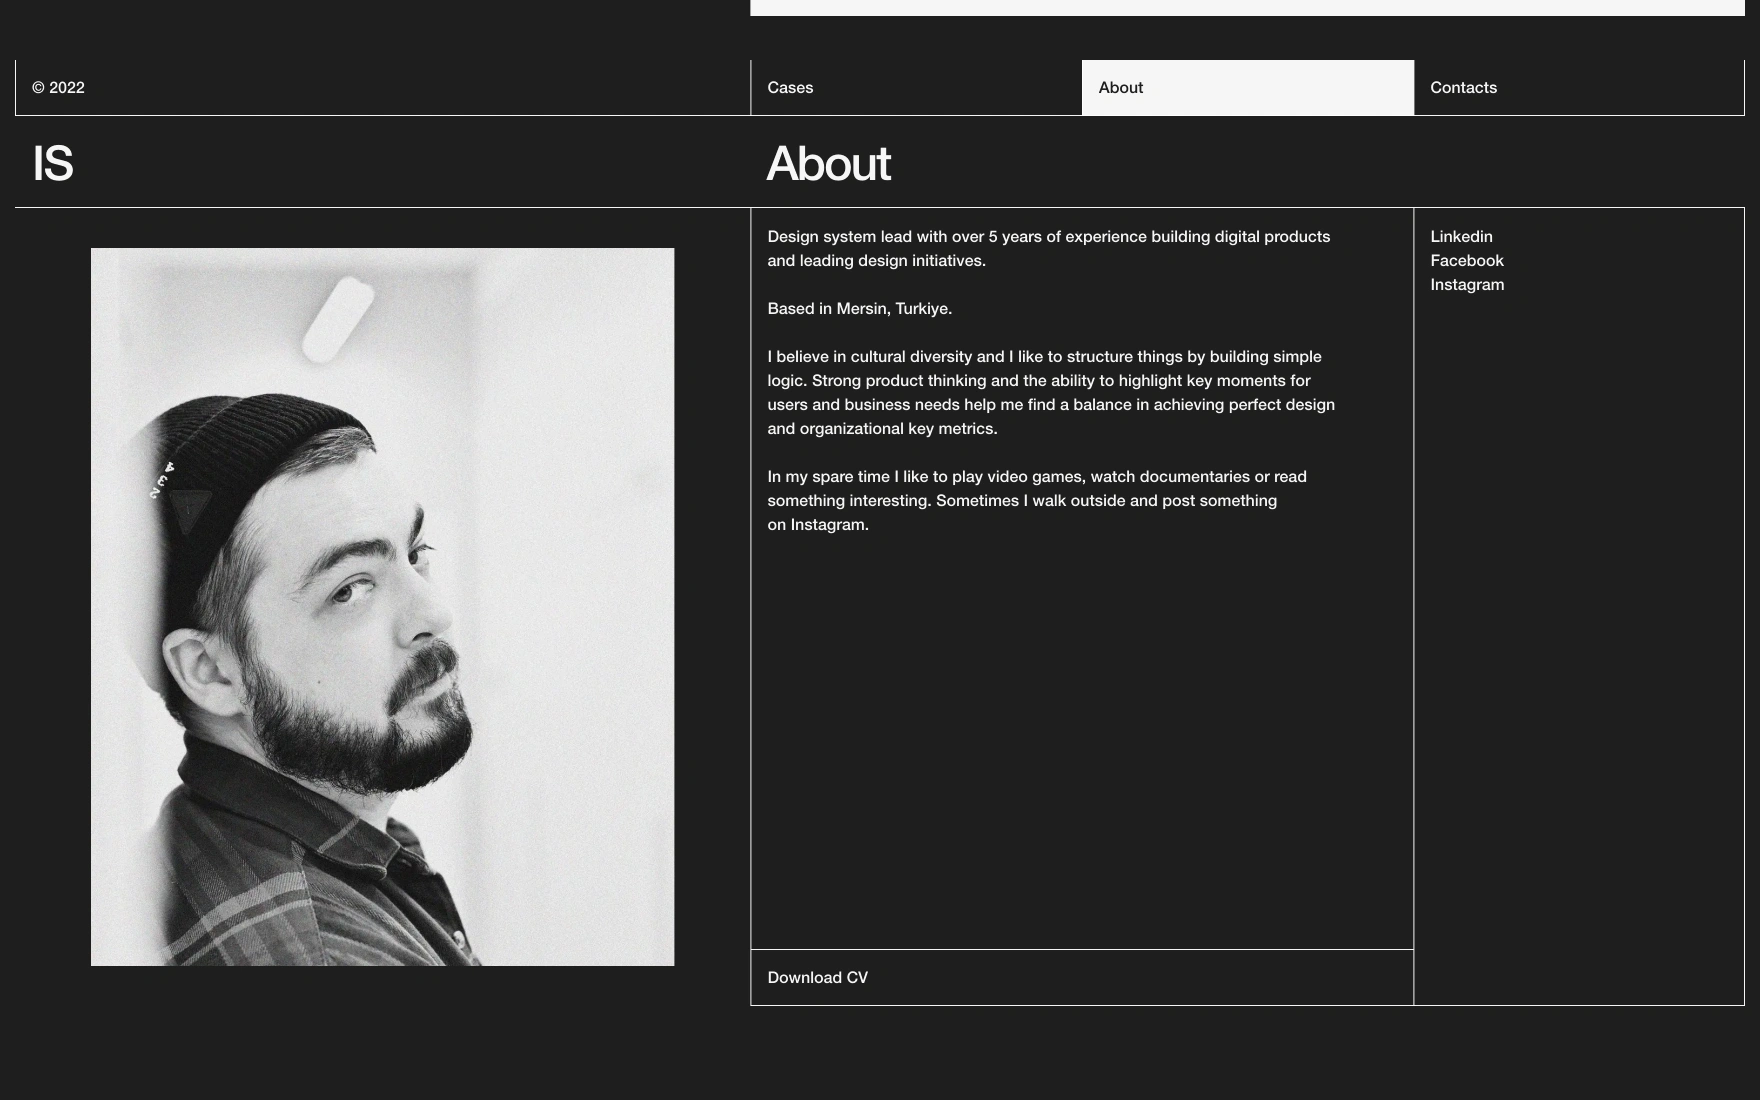 © 2022
Cases
About
Contacts
IS
About
Design system lead with over 5 years of experience building digital products
and leading design initiatives.
Based in Mersin, Turkiye.
I believe in cultural diversity and I like to structure things by building simple
logic. Strong product thinking and the ability to highlight key moments for
users and business needs help me find a balance in achieving perfect design
and organizational key metrics.
In my spare time I like to play video games, watch documentaries or read
something interesting. Sometimes I walk outside and post something
on Instagram.
Linkedin
Facebook
Instagram
Download CV